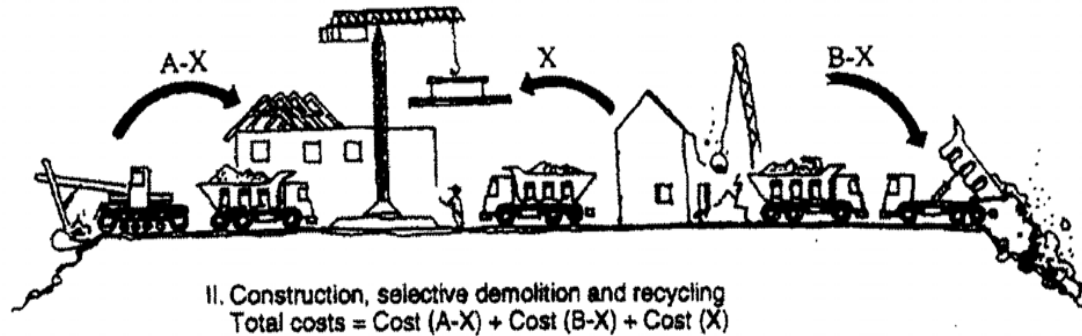 A-X
X
B-X
II. Construction, selective demolition and recycling
Total costs = Cost (A-X) + Cost (B-X) + Cost (X)